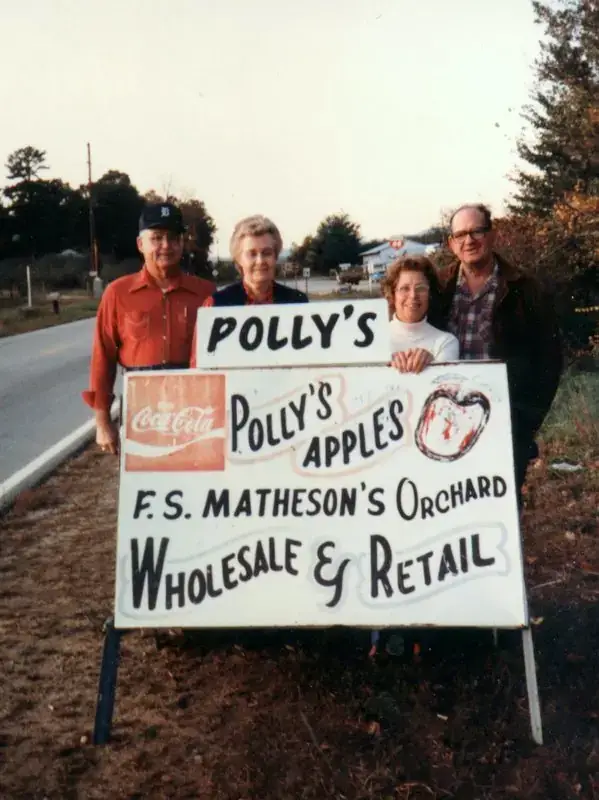 POLLY'S
Coca-Cola
POLLY'S
APPLES
F.S. MATHESON'S ORCHARD
WHOLESALE & RETAIL